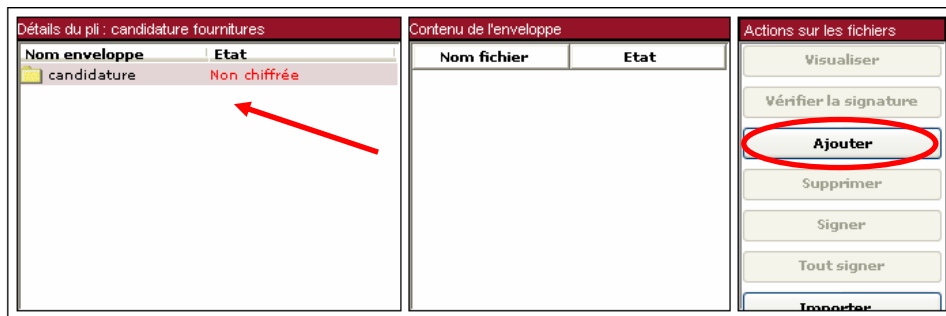 Détails du pli : candidature fournitures
Nom enveloppe Etat
candidature Non chiffrée
Contenu de l'enveloppe
Nom fichier Etat
Actions sur les fichiers
Visualiser
Vérifier la signature
Ajouter
Supprimer
Signer
Tout signer
Importer